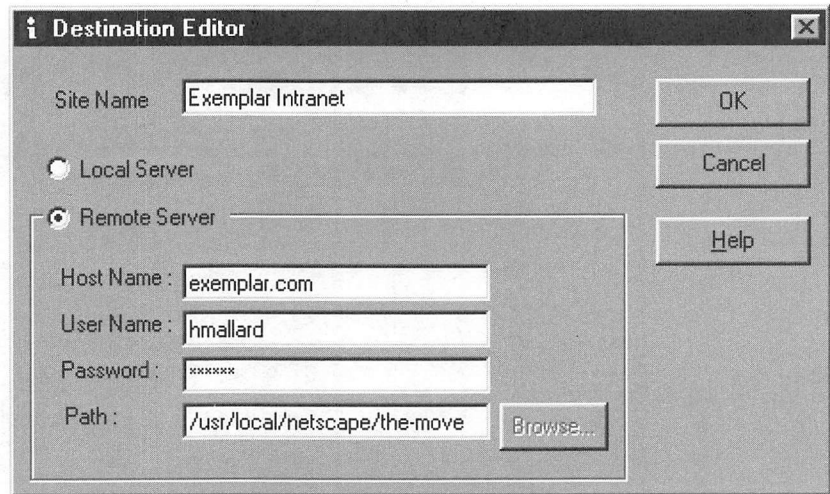 Destination Editor
Site Name Exemplar Intranet
OK
Local Server
Cancel
Remote Server
Help
Host Name : exemplar.com
User Name : hmallard
Password : ××××××
Path : /usr/local/netscape/the-move Browse...